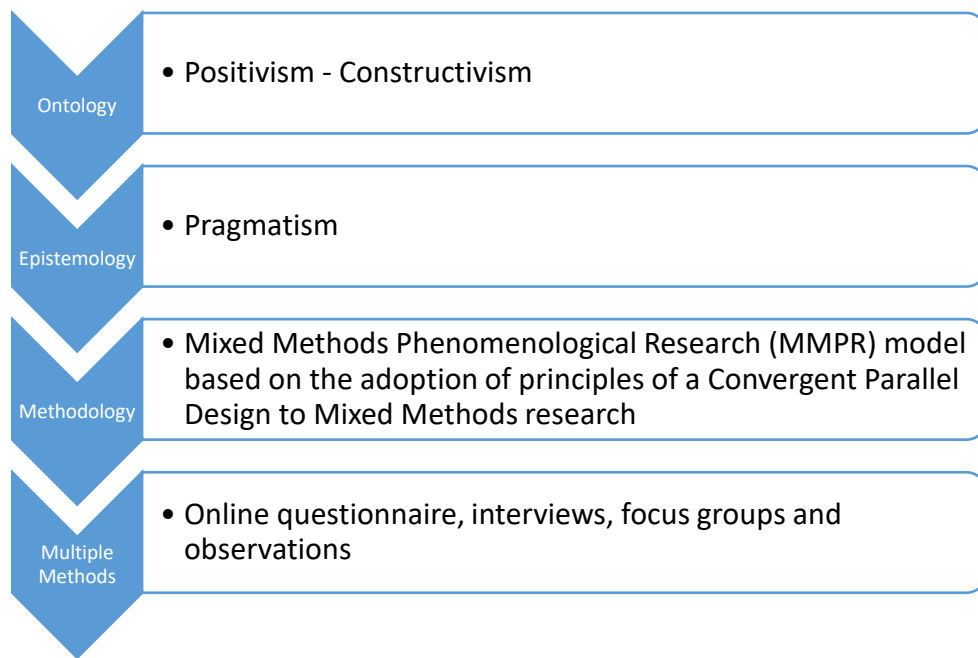 Ontology
• Positivism - Constructivism
Epistemology
• Pragmatism
Methodology
• Mixed Methods Phenomenological Research (MMPR) model
based on the adoption of principles of a Convergent Parallel
Design to Mixed Methods research
Multiple
Methods
• Online questionnaire, interviews, focus groups and
observations